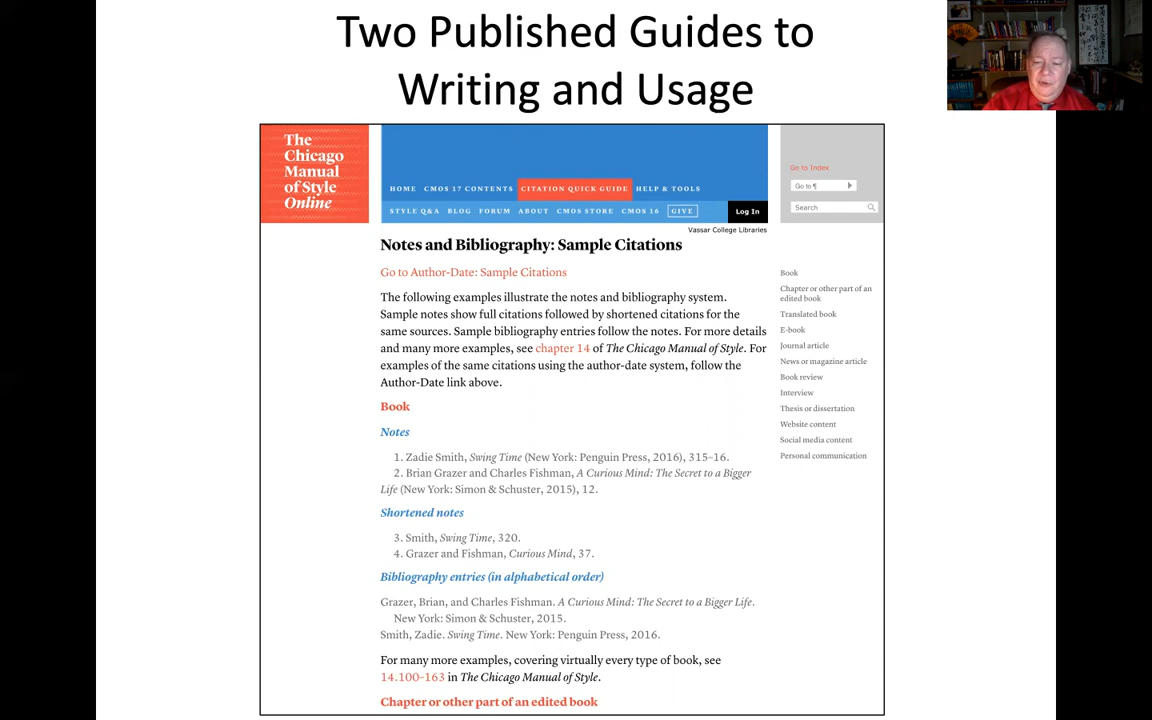 Two Published Guides to
Writing and Usage
The
Chicago
Manual
of Style
Online
HOME CMOS 17 CONTENTS CITATION QUICK GUIDE HELP & TOOLS
STYLE Q&A BLOG FORUM ABOUT CMOS STORE CMOS 16 GIVE
Log In
Go to Index
Go to ¶
Search
Vassar College Libraries
Notes and Bibliography: Sample Citations
Go to Author-Date: Sample Citations
The following examples illustrate the notes and bibliography system.
Sample notes show full citations followed by shortened citations for the
same sources. Sample bibliography entries follow the notes. For more details
and many more examples, see chapter 14 of The Chicago Manual of Style. For
examples of the same citations using the author-date system, follow the
Author-Date link above.
Book
Notes
1. Zadie Smith, Swing Time (New York: Penguin Press, 2016), 315–16.
2. Brian Grazer and Charles Fishman, A Curious Mind: The Secret to a Bigger
Life (New York: Simon & Schuster, 2015), 12.
Shortened notes
3. Smith, Swing Time, 320.
4. Grazer and Fishman, Curious Mind, 37.
Bibliography entries (in alphabetical order)
Grazer, Brian, and Charles Fishman. A Curious Mind: The Secret to a Bigger Life.
New York: Simon & Schuster, 2015.
Smith, Zadie. Swing Time. New York: Penguin Press, 2016.
For many more examples, covering virtually every type of book, see
14.100–163 in The Chicago Manual of Style.
Chapter or other part of an edited book
Book
Chapter or other part of an
edited book
Translated book
E-book
Journal article
News or magazine article
Book review
Interview
Thesis or dissertation
Website content
Social media content
Personal communication